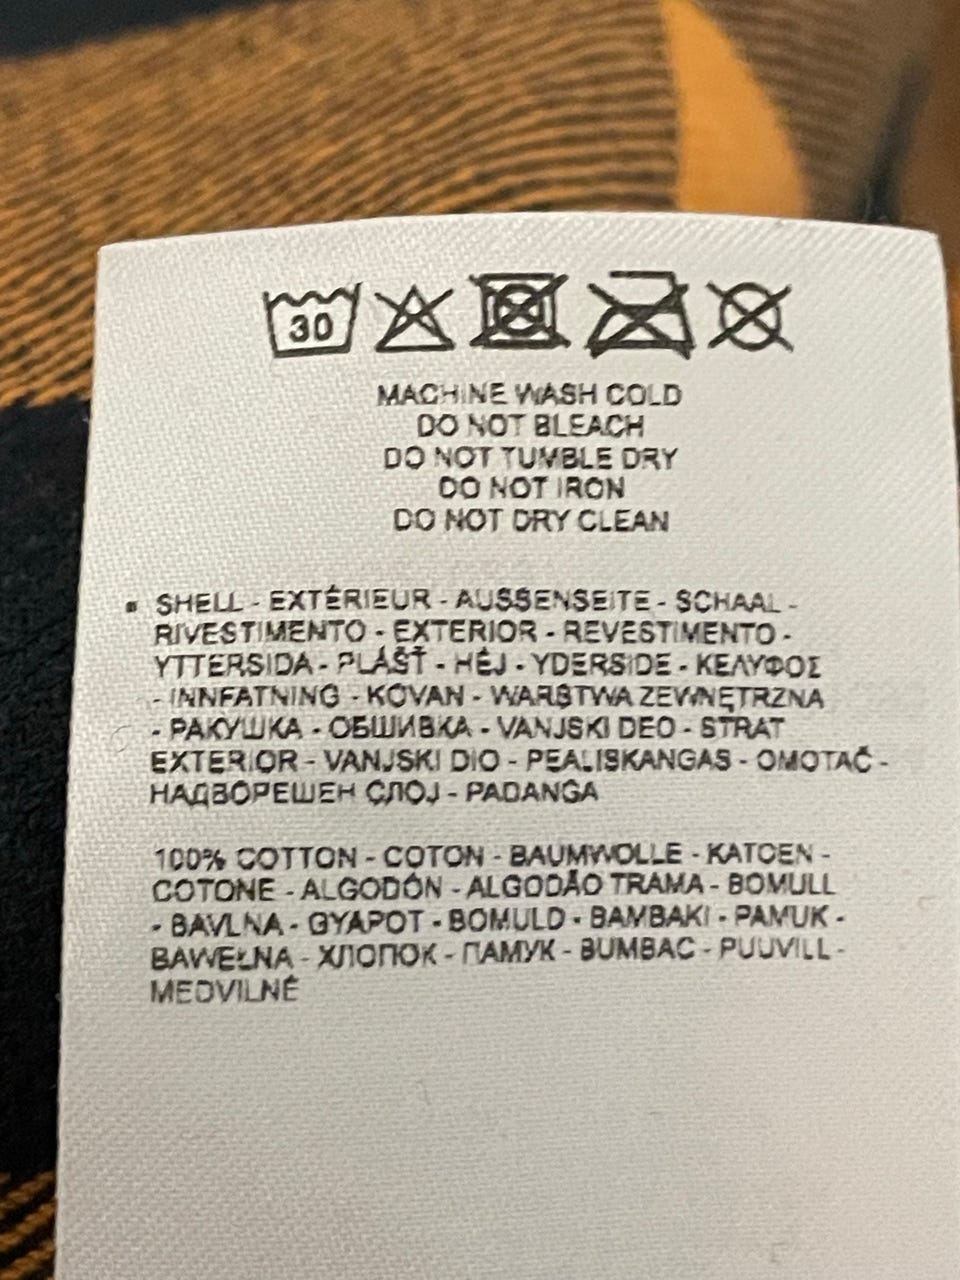 30
MACHINE WASH COLD
DO NOT BLEACH
DO NOT TUMBLE DRY
DO NOT IRON
DO NOT DRY CLEAN
▪ SHELL - EXTÉRIEUR - AUSSENSEITE - SCHAAL -
RIVESTIMENTO - EXTERIOR - REVESTIMENTO -
YTTERSIDA - PLÁŠŤ - HÉJ - YDERSIDE - ΚΕΛΥΦΟΣ
- INNFATNING - KOVAN - WARSTWA ZEWNĘTRZNA
- РАКУШКА - ОБШИВКА - VANJSKI DEO - STRAT
EXTERIOR - VANJSKI DIO - PEALISKANGAS - OMOTAČ -
НАДВОРЕШЕН СЛОЈ - PADANGA
100% COTTON - COTON - BAUMWOLLE - KATOEN -
COTONE - ALGODÓN - ALGODÃO TRAMA - BOMULL
- BAVLNA - GYAPOT - BOMULD - BAMBAKI - PAMUK -
BAWEŁNA - ХЛОПОК - ПАМУК - BUMBAC - PUUVILL -
MEDVILNĖ